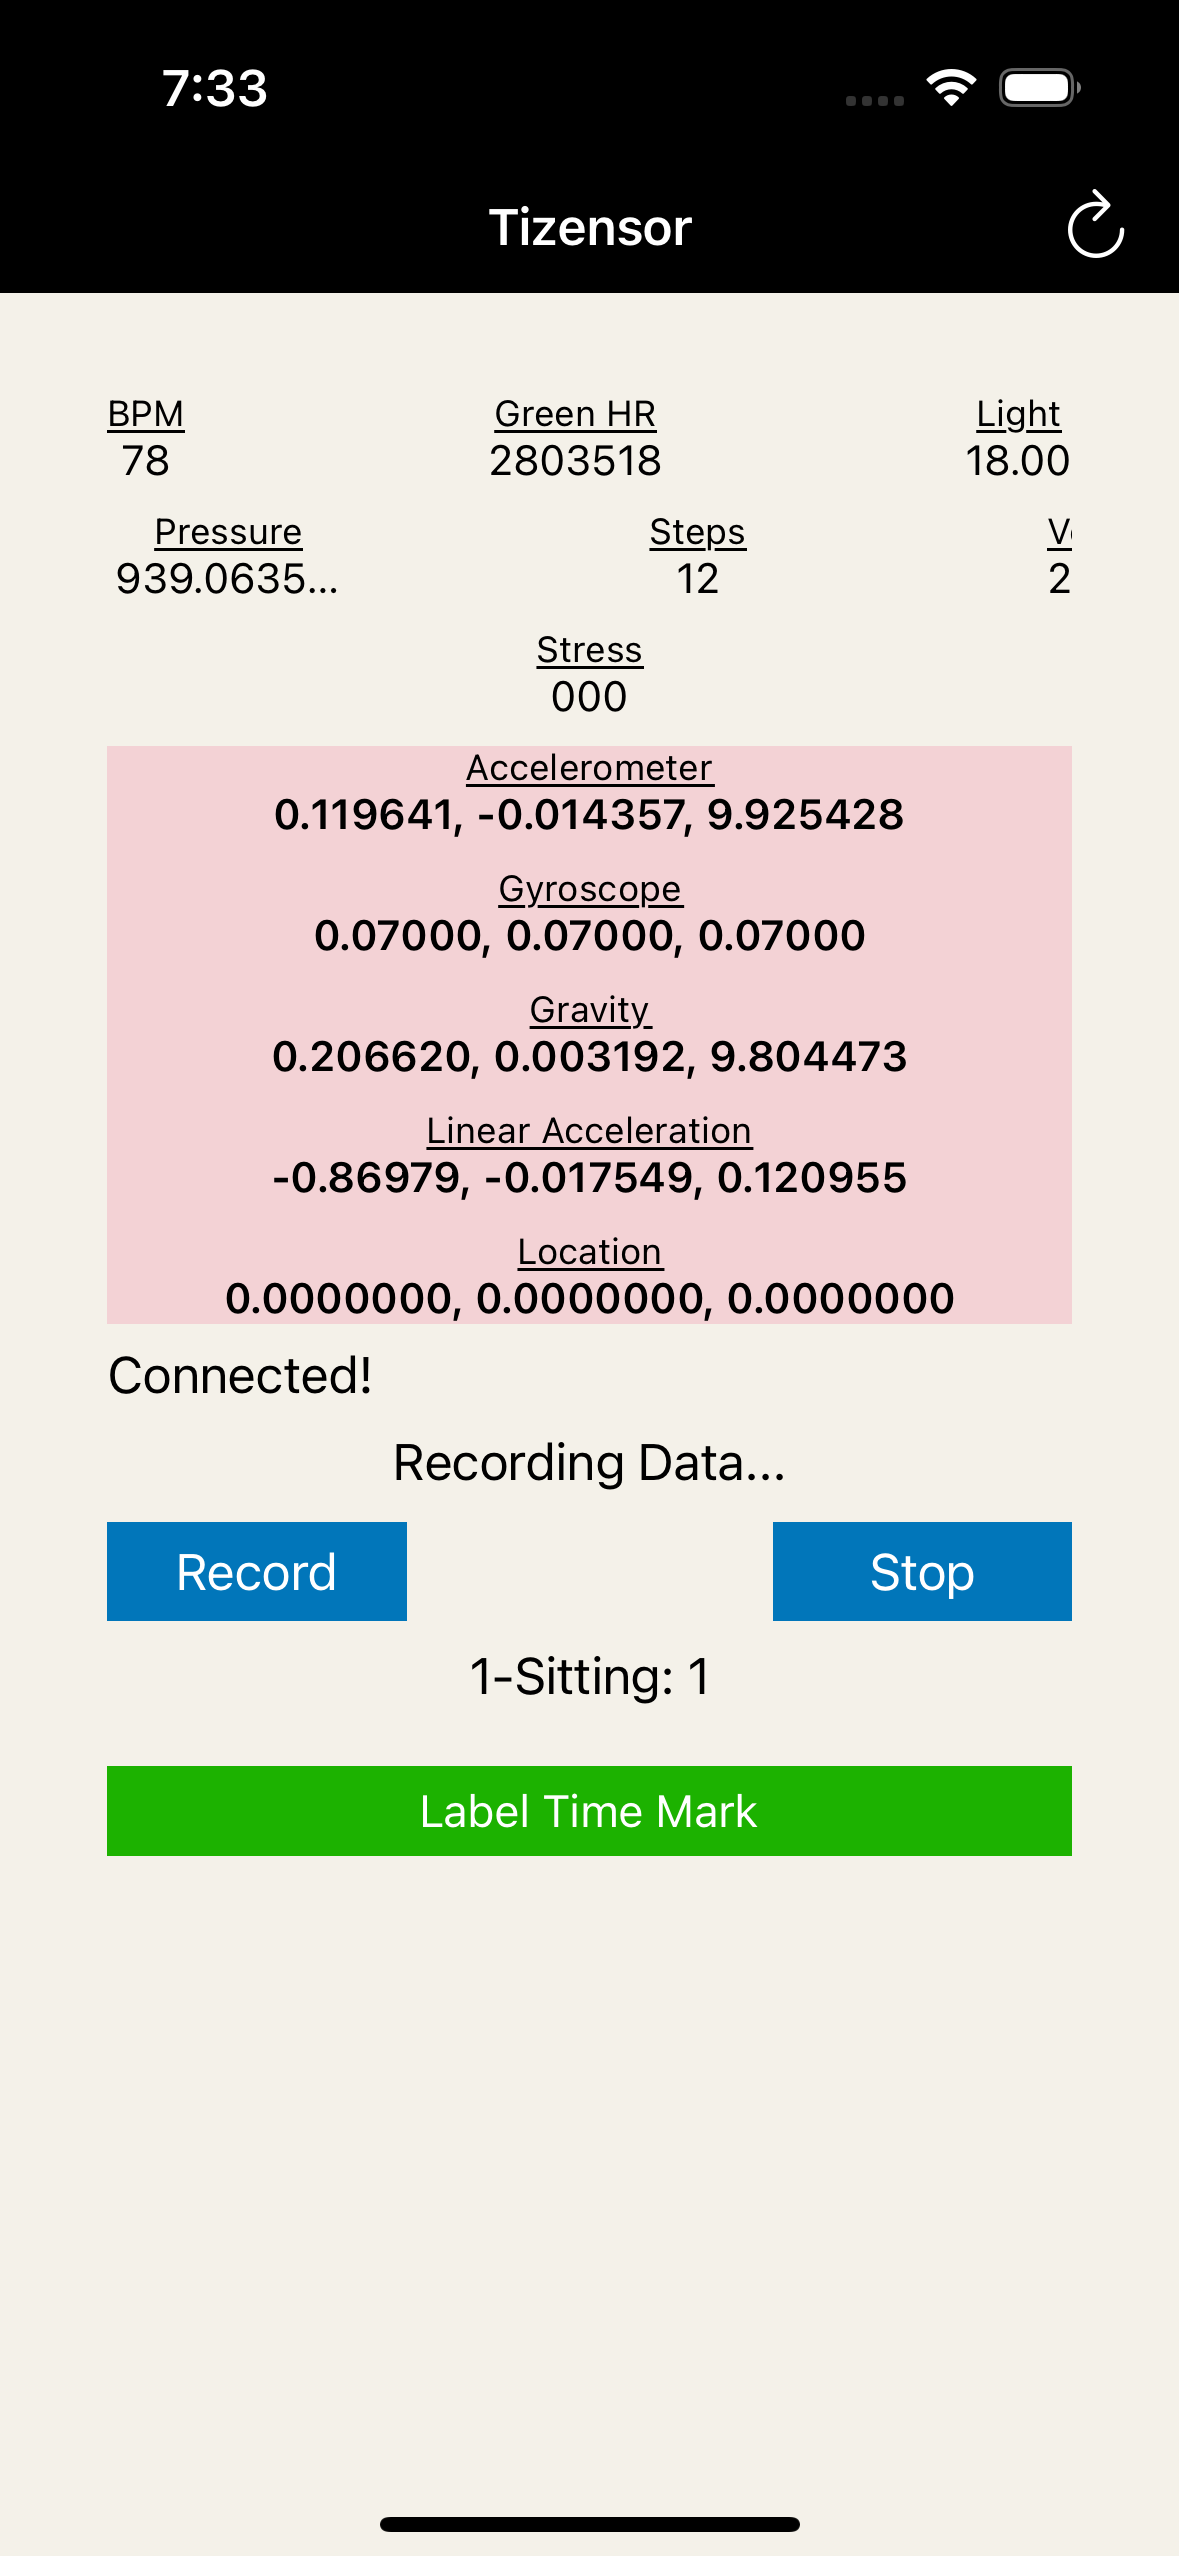 7:33
Tizensor
BPM Green HR Light
78 2803518 18.00
Pressure Steps
939.0635... 12 2
Stress
000
Accelerometer
0.119641, -0.014357, 9.925428
Gyroscope
0.07000, 0.07000, 0.07000
Gravity
0.206620, 0.003192, 9.804473
Linear Acceleration
-0.86979, -0.017549, 0.120955
Location
0.0000000, 0.0000000, 0.0000000
Connected!
Recording Data...
Record Stop
1-Sitting: 1
Label Time Mark